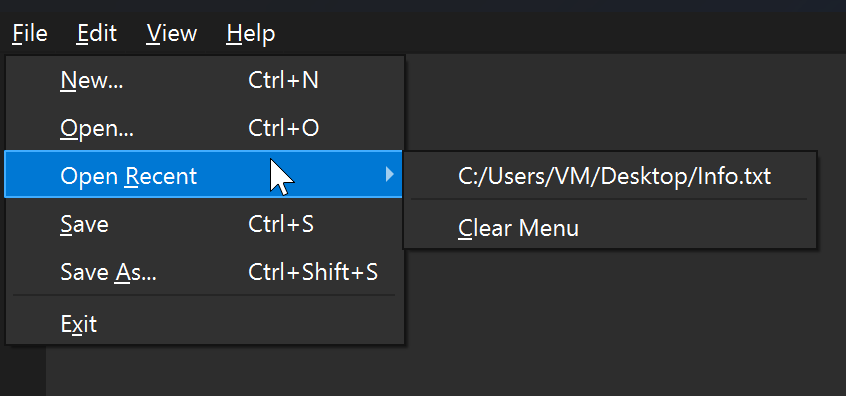 File Edit View Help
New... Ctrl+N
Open... Ctrl+O
Open Recent
C:/Users/VM/Desktop/Info.txt
Save Ctrl+S
Clear Menu
Save As... Ctrl+Shift+S
Exit